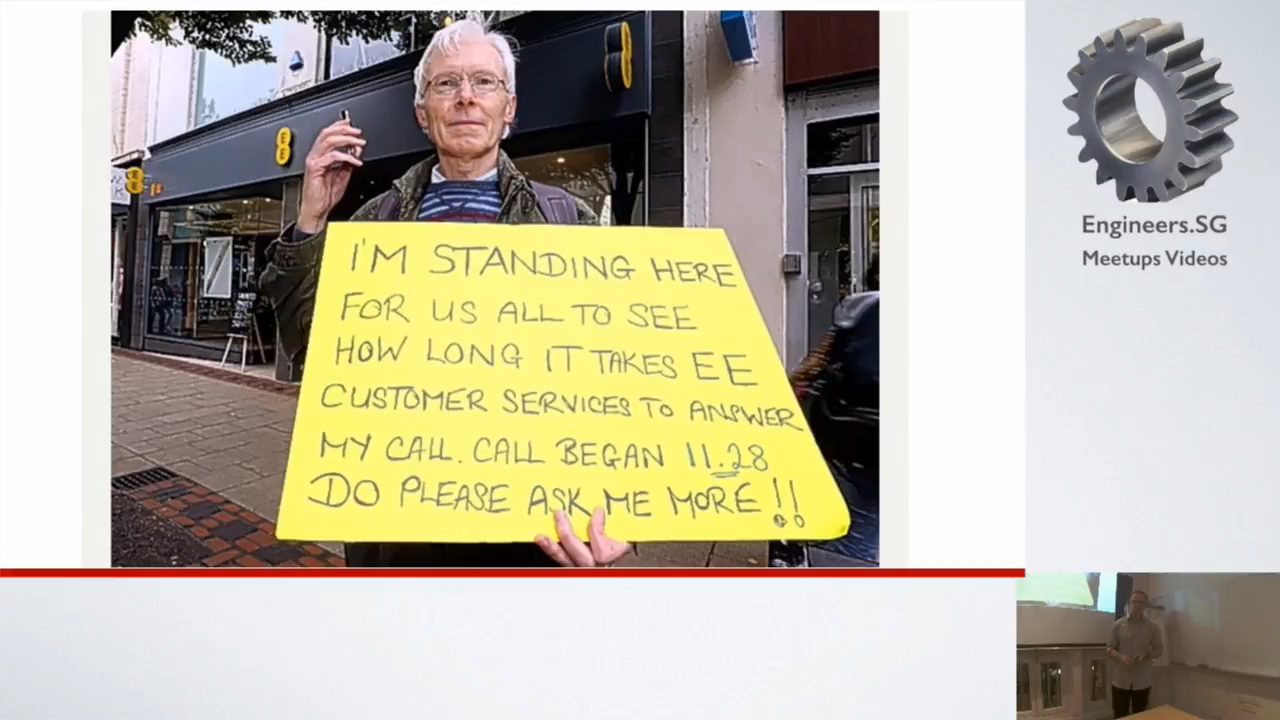 I'M STANDING HERE
FOR US ALL TO SEE
HOW LONG IT TAKES EE
CUSTOMER SERVICES TO ANSWER
MY CALL. CALL BEGAN 11.28
DO PLEASE ASK ME MORE!!
EE
Engineers.SG
Meetups Videos